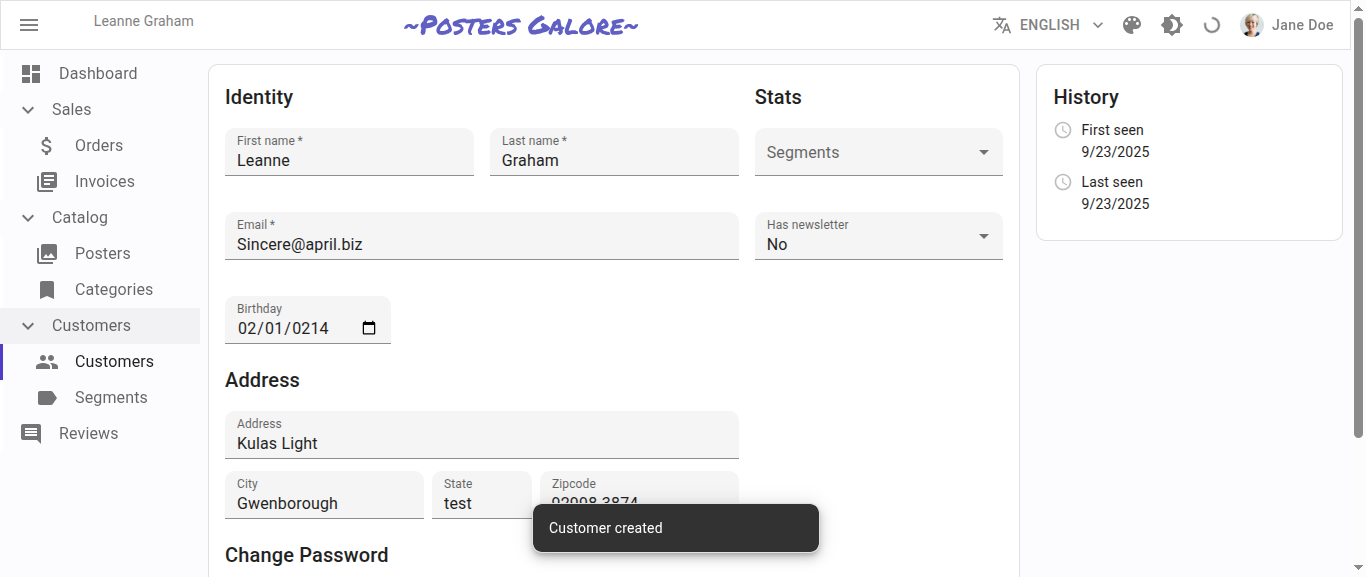 Leanne Graham
~Posters Galore~
ENGLISH
Jane Doe
Dashboard
Sales
Orders
Invoices
Catalog
Posters
Categories
Customers
Customers
Segments
Reviews
Identity
First name *
Leanne
Last name *
Graham
Email *
Sincere@april.biz
Birthday
02/01/0214
Stats
Segments
Has newsletter
No
Address
Address
Kulas Light
City
Gwenborough
State
test
Zipcode
92998-3874
Change Password
Customer created
History
First seen
9/23/2025
Last seen
9/23/2025